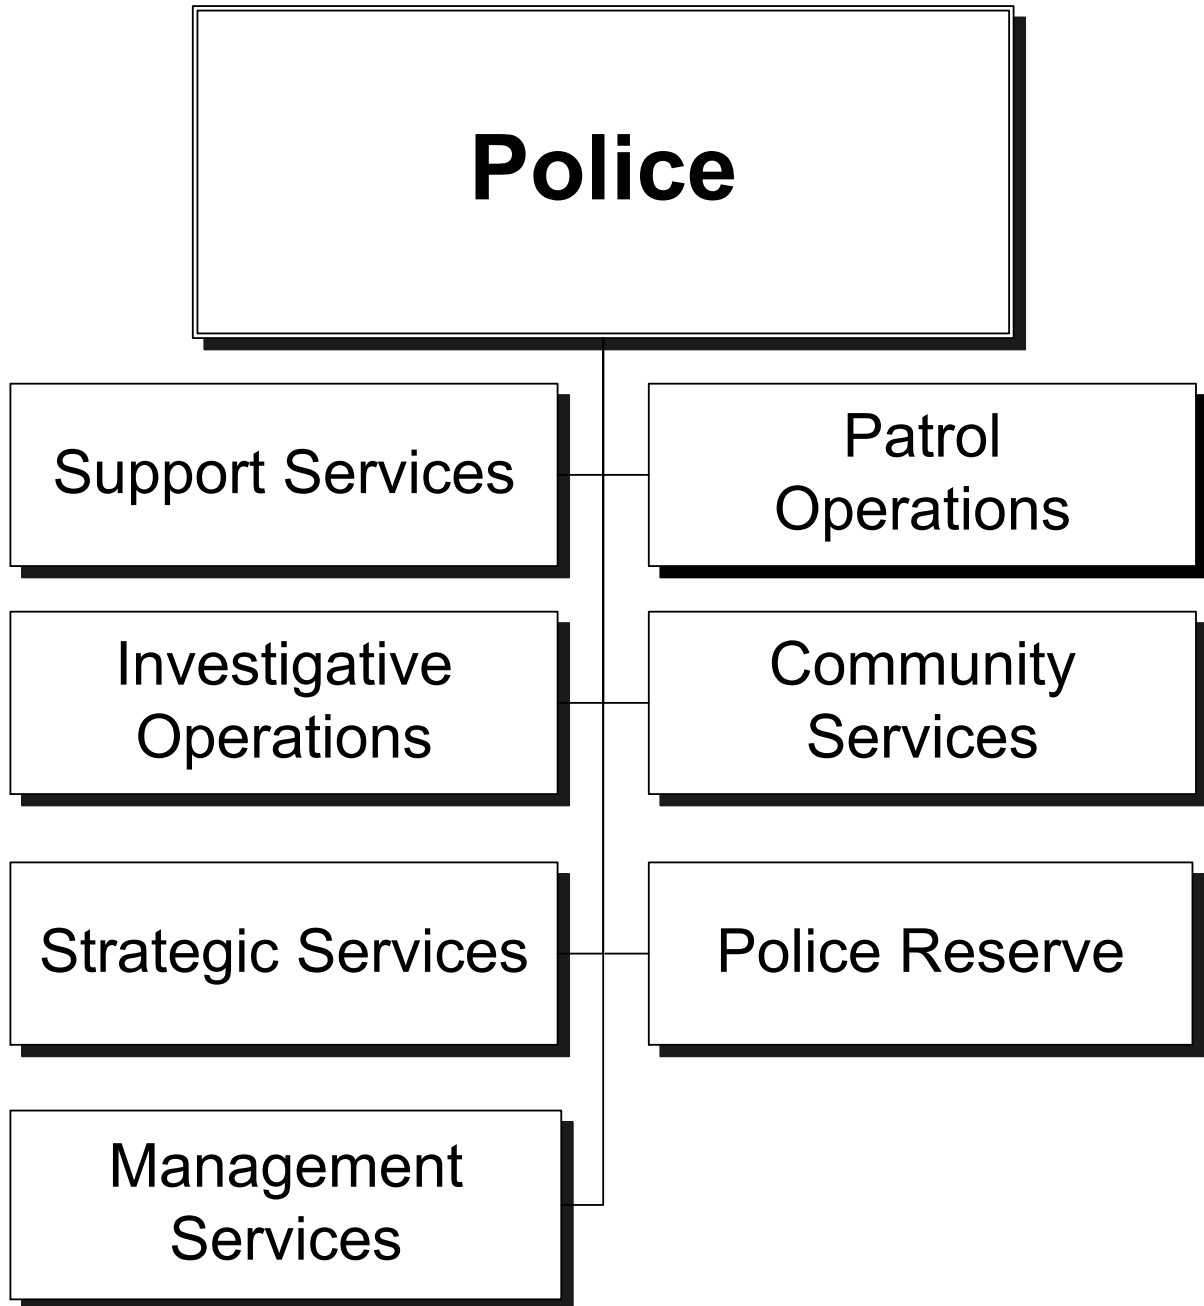 Police
Support Services
Patrol
Operations
Investigative
Operations
Community
Services
Strategic Services
Police Reserve
Management
Services